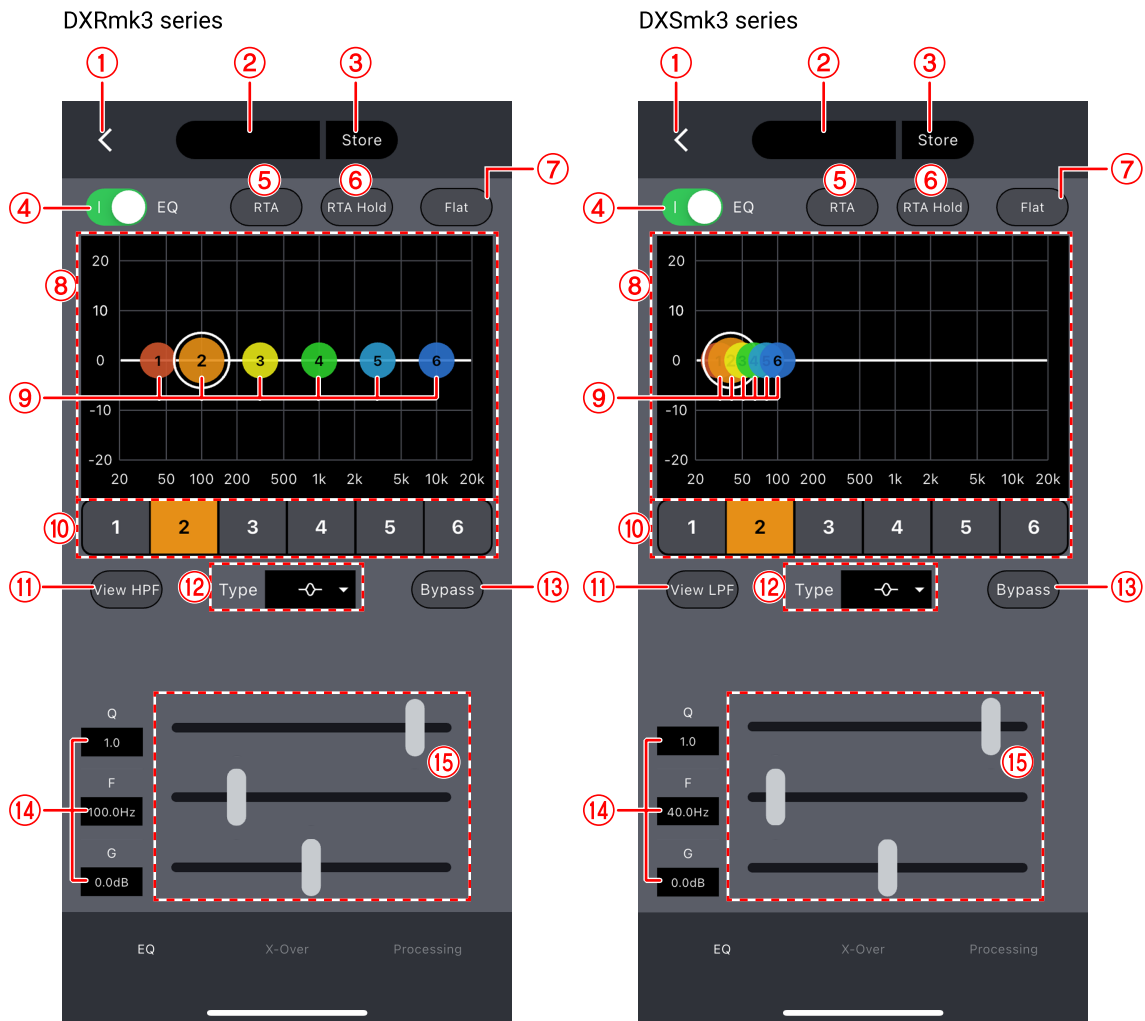 DXRmk3 series
DXSmk3 series
① ② ③
① ② ③
Store
Store
⑤ ⑥ ⑦
⑤ ⑥ ⑦
④ EQ RTA RTA Hold Flat
④ EQ RTA RTA Hold Flat
20
⑧
10
0 1 2 3 4 5 6
⑨
-10
-20
20 50 100 200 500 1k 2k 5k 10k 20k
20
⑧
10
0 1 2 3 4 5 6
⑨
-10
-20
20 50 100 200 500 1k 2k 5k 10k 20k
⑩ 1 2 3 4 5 6
⑩ 1 2 3 4 5 6
⑪ View HPF ⑫ Type Bypass ⑬
⑪ View LPF ⑫ Type Bypass ⑬
Q
1.0
⑮
F
⑭ 100.0Hz
G
0.0dB
Q
1.0
⑮
F
⑭ 40.0Hz
G
0.0dB
EQ X-Over Processing
EQ X-Over Processing